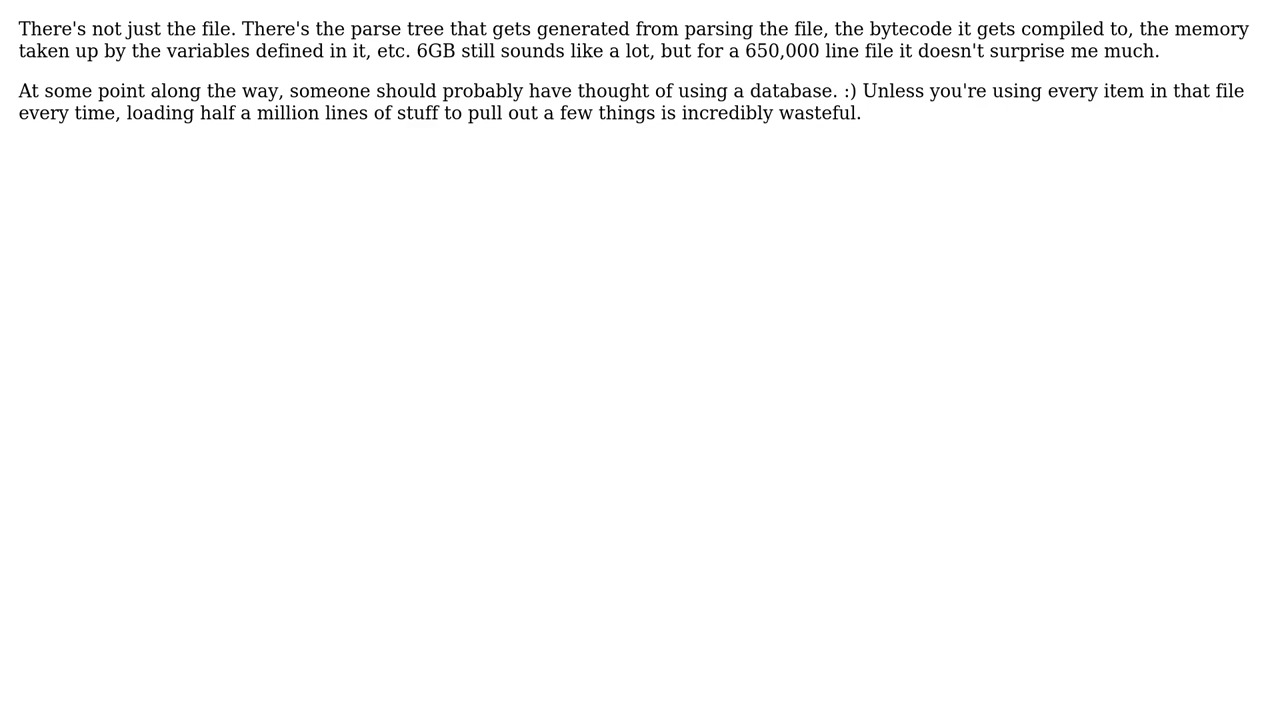 There's not just the file. There's the parse tree that gets generated from parsing the file, the bytecode it gets compiled to, the memory
taken up by the variables defined in it, etc. 6GB still sounds like a lot, but for a 650,000 line file it doesn't surprise me much.
At some point along the way, someone should probably have thought of using a database. :) Unless you're using every item in that file
every time, loading half a million lines of stuff to pull out a few things is incredibly wasteful.